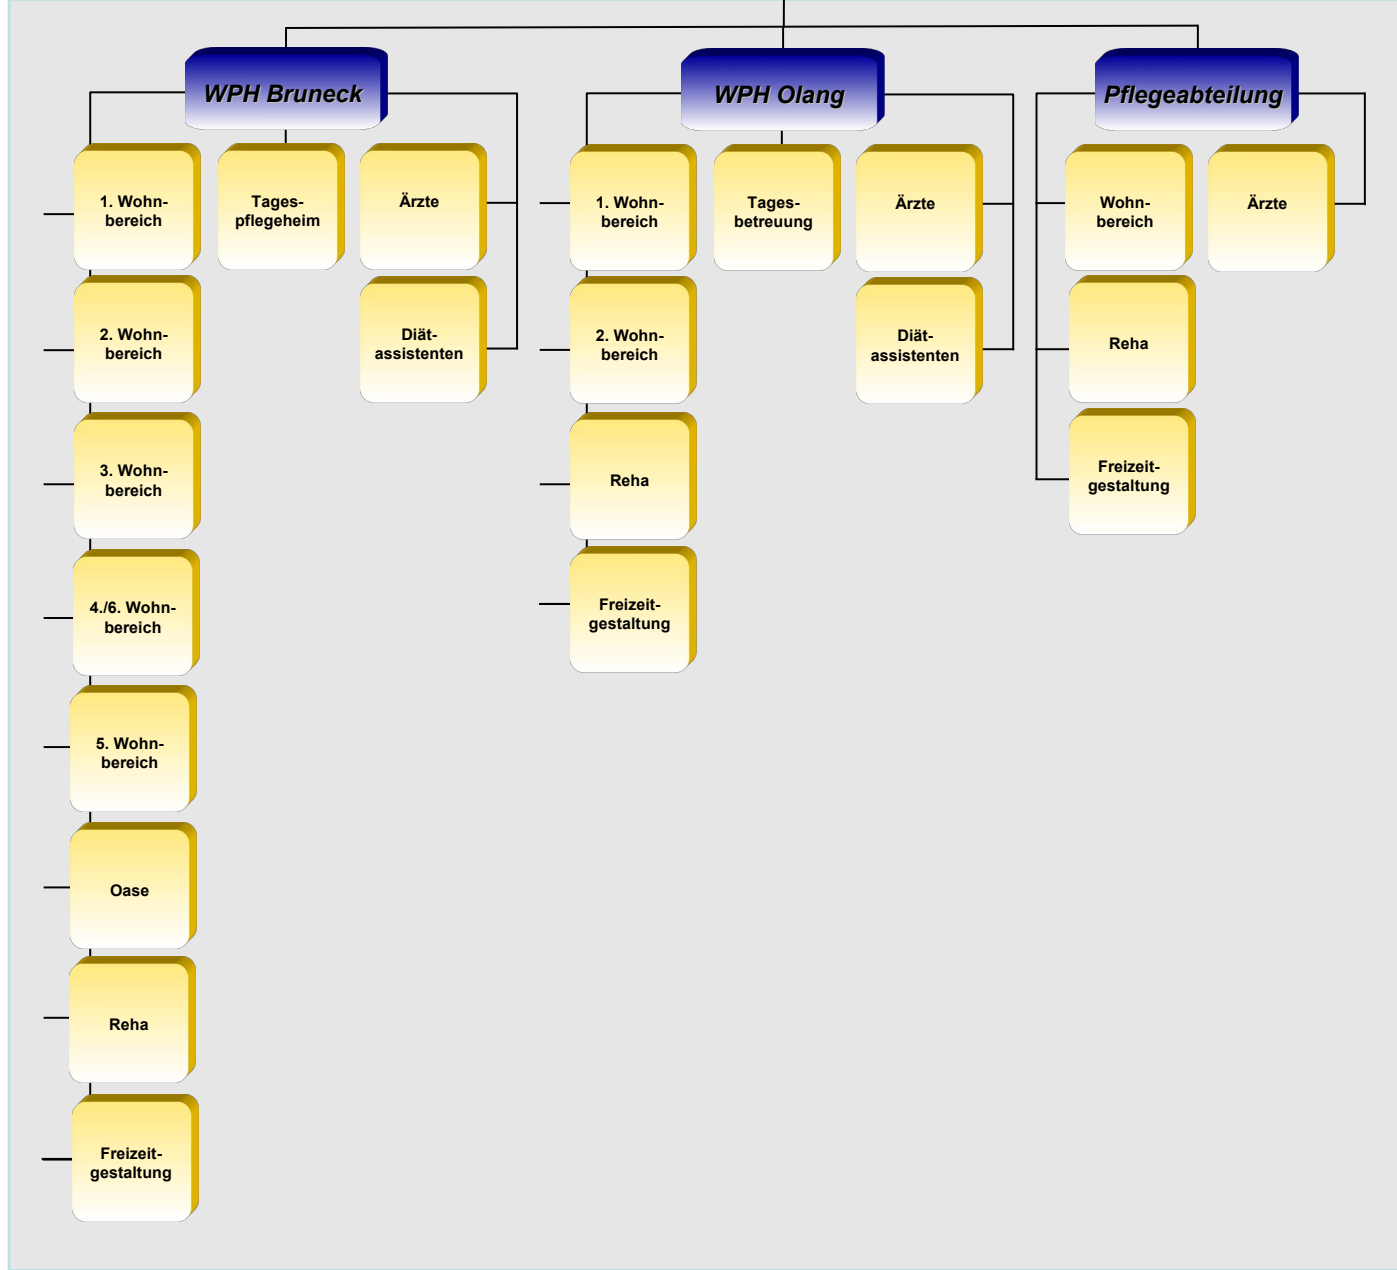 WPH Bruneck
1. Wohn-
bereich
Tages-
pflegeheim
Ärzte
2. Wohn-
bereich
Diät-
assistenten
3. Wohn-
bereich
4./6. Wohn-
bereich
5. Wohn-
bereich
Oase
Reha
Freizeit-
gestaltung
WPH Olang
1. Wohn-
bereich
Tages-
betreuung
Ärzte
2. Wohn-
bereich
Diät-
assistenten
Reha
Freizeit-
gestaltung
Pflegeabteilung
Wohn-
bereich
Ärzte
Reha
Freizeit-
gestaltung